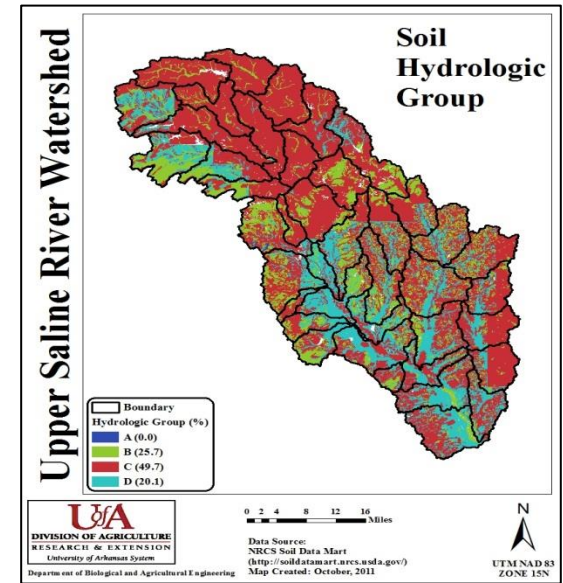 Upper Saline River Watershed
Soil
Hydrologic
Group
Boundary
Hydrologic Group (%)
A (0.0)
B (25.7)
C (49.7)
D (20.1)
UofA
DIVISION OF AGRICULTURE
RESEARCH & EXTENSION
University of Arkansas System
Department of Biological and Agricultural Engineering
0 2 4 8 12 16
Miles
Data Source:
NRCS Soil Data Mart
(http://soildatamart.nrcs.usda.gov/)
Map Created: October, 2011
N
UTM NAD 83
ZONE 15N